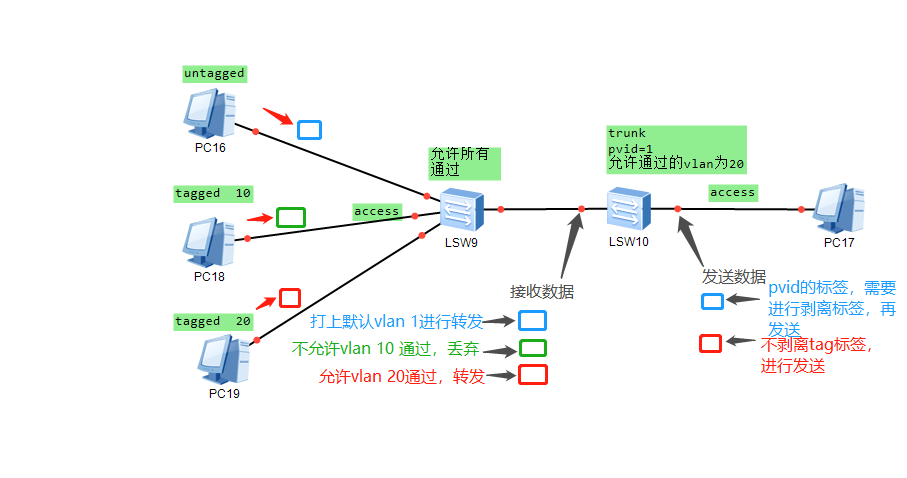 untagged
PC16
tagged 10
PC18
tagged 20
PC19
access
允许所有
通过
LSW9
trunk
pvid=1
允许通过的vlan为20
LSW10
access
PC17
接收数据
打上默认vlan 1进行转发
不允许vlan 10 通过，丢弃
允许vlan 20通过，转发
发送数据
pvid的标签，需要
进行剥离标签，再
发送
不剥离tag标签，
进行发送